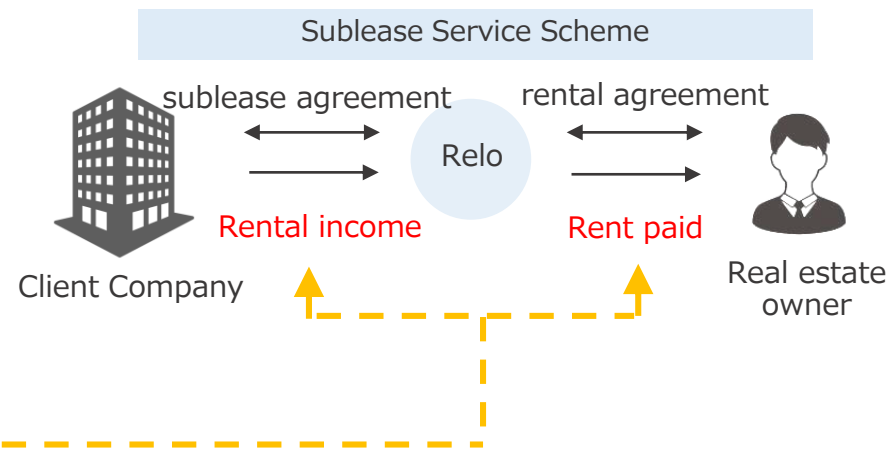 Sublease Service Scheme
sublease agreement
rental agreement
Relo
Rental income
Rent paid
Client Company
Real estate
owner